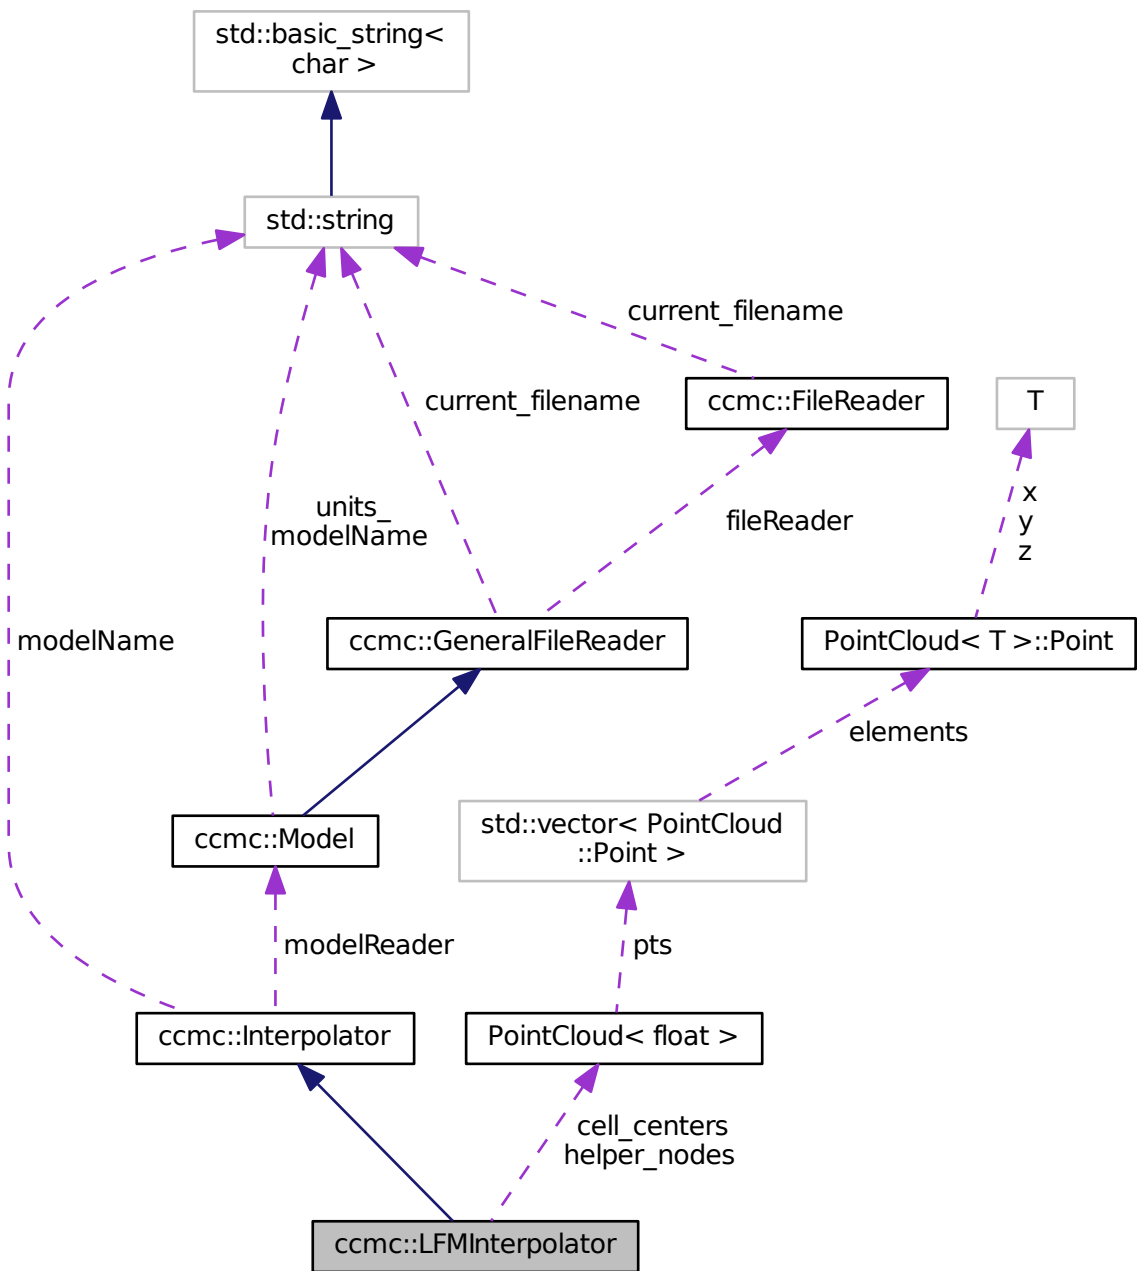 std::basic_string<
char >
std::string
current_filename
ccmc::FileReader
T
current_filename
x
y
z
units_
modelName
fileReader
modelName
ccmc::GeneralFileReader
PointCloud< T >::Point
elements
std::vector< PointCloud
::Point >
ccmc::Model
modelReader
pts
ccmc::Interpolator
PointCloud< float >
cell_centers
helper_nodes
ccmc::LFMInterpolator